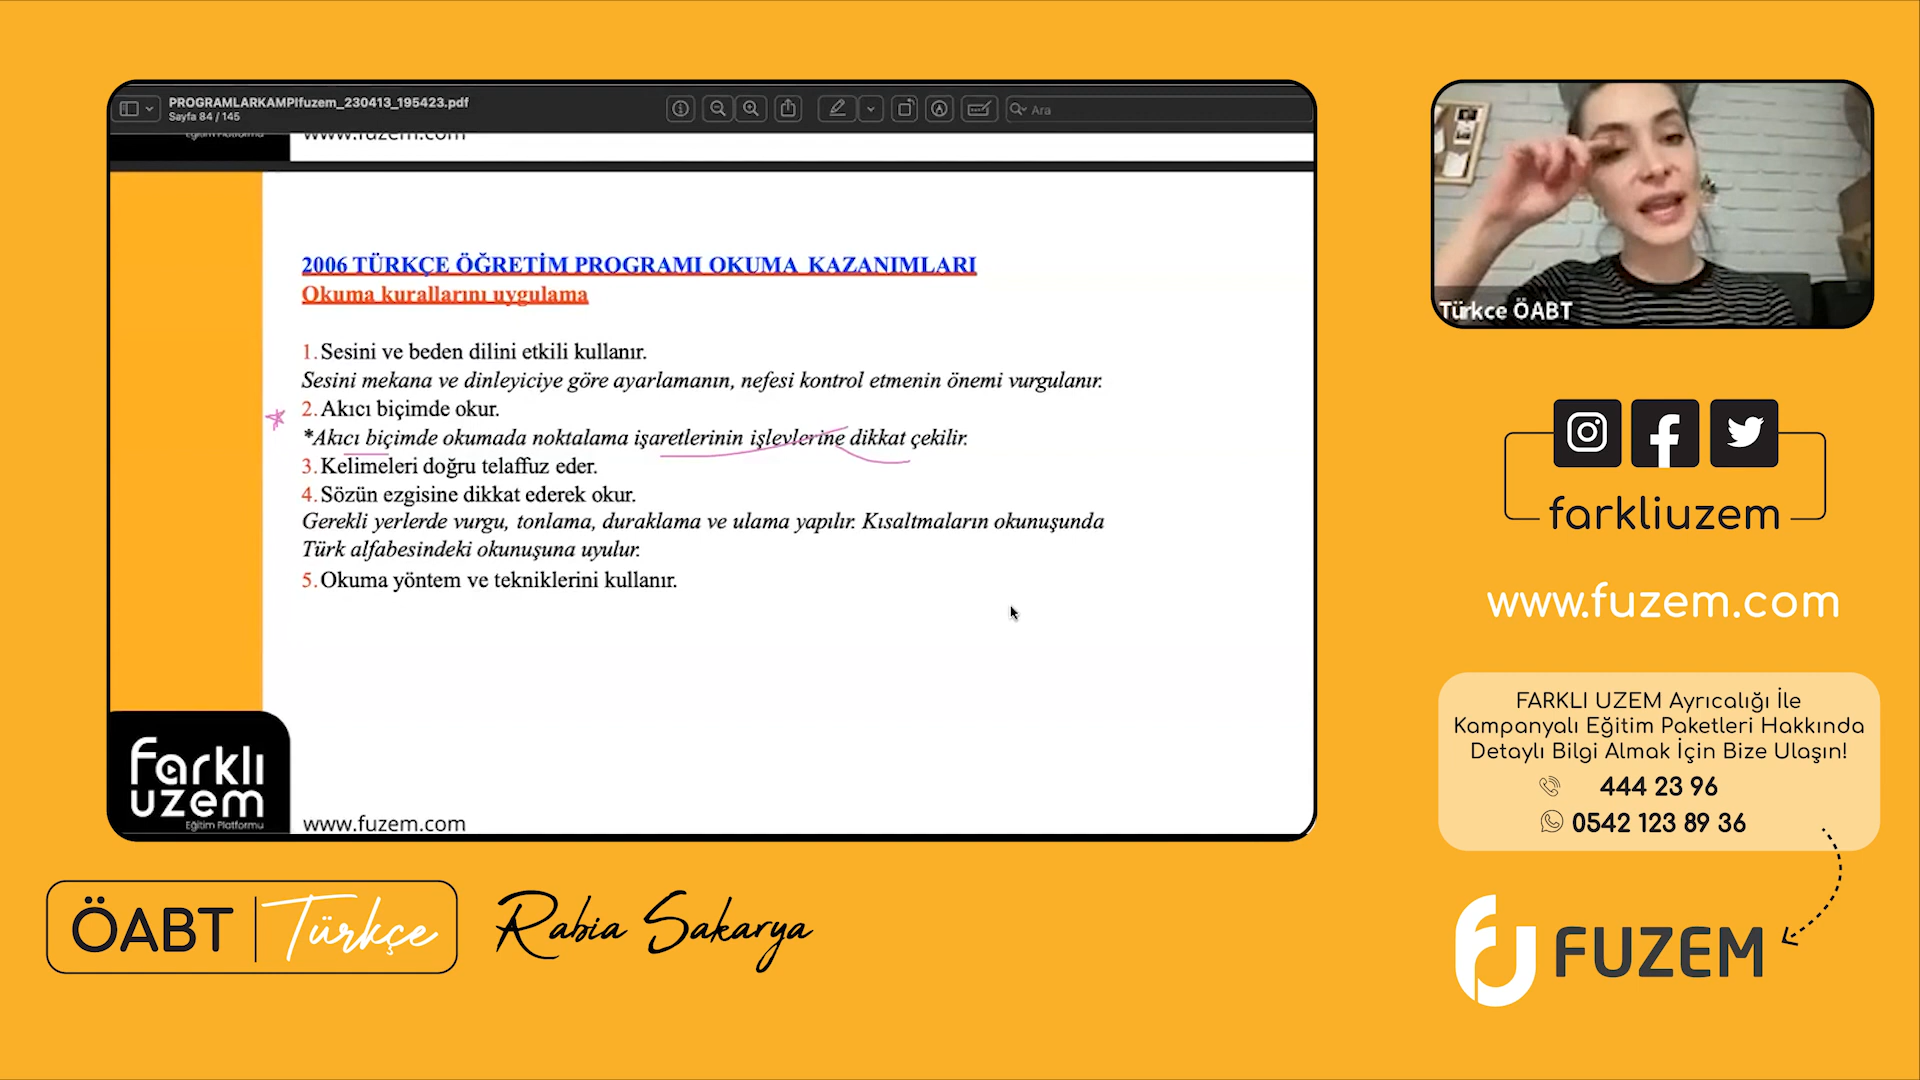 PROGRAMLARKAMPIfuzem_230413_195423.pdf
Sayfa 84 / 145
Ara
Eğitim Platformu
www.fuzem.com
2006 TÜRKÇE ÖĞRETİM PROGRAMI OKUMA KAZANIMLARI
Okuma kurallarını uygulama
1. Sesini ve beden dilini etkili kullanır.
Sesini mekana ve dinleyiciye göre ayarlamanın, nefesi kontrol etmenin önemi vurgulanır.
2. Akıcı biçimde okur.
*Akıcı biçimde okumada noktalama işaretlerinin işlevlerine dikkat çekilir.
3. Kelimeleri doğru telaffuz eder.
4. Sözün ezgisine dikkat ederek okur.
Gerekli yerlerde vurgu, tonlama, duraklama ve ulama yapılır. Kısaltmaların okunuşunda
Türk alfabesindeki okunuşuna uyulur.
5. Okuma yöntem ve tekniklerini kullanır.
farklı
uzem
Eğitim Platformu
www.fuzem.com
Türkce ÖABT
farkliuzem
www.fuzem.com
FARKLI UZEM Ayrıcalığı İle
Kampanyalı Eğitim Paketleri Hakkında
Detaylı Bilgi Almak İçin Bize Ulaşın!
444 23 96
0542 123 89 36
ÖABT Türkçe
Rabia Sakarya
FUZEM